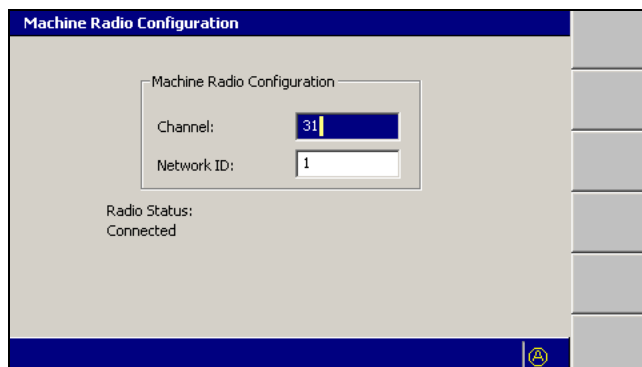 Machine Radio Configuration
Machine Radio Configuration
Channel: 31
Network ID: 1
Radio Status:
Connected
A